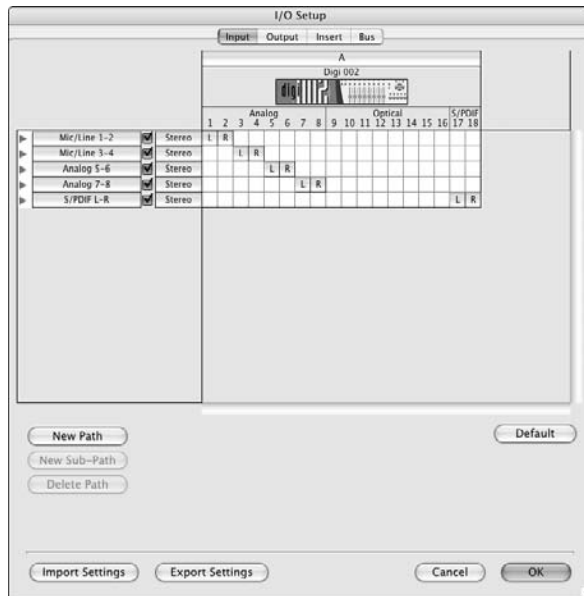 I/O Setup
Input Output Insert Bus
A
Digi 002
digi
Analog Optical S/PDIF
1 2 3 4 5 6 7 8 9 10 11 12 13 14 15 16 17 18
Mic/Line 1-2 Stereo L R
Mic/Line 3-4 Stereo L R
Analog 5-6 Stereo L R
Analog 7-8 Stereo L R
S/PDIF L-R Stereo L R
New Path Default
New Sub-Path
Delete Path
Import Settings Export Settings Cancel OK